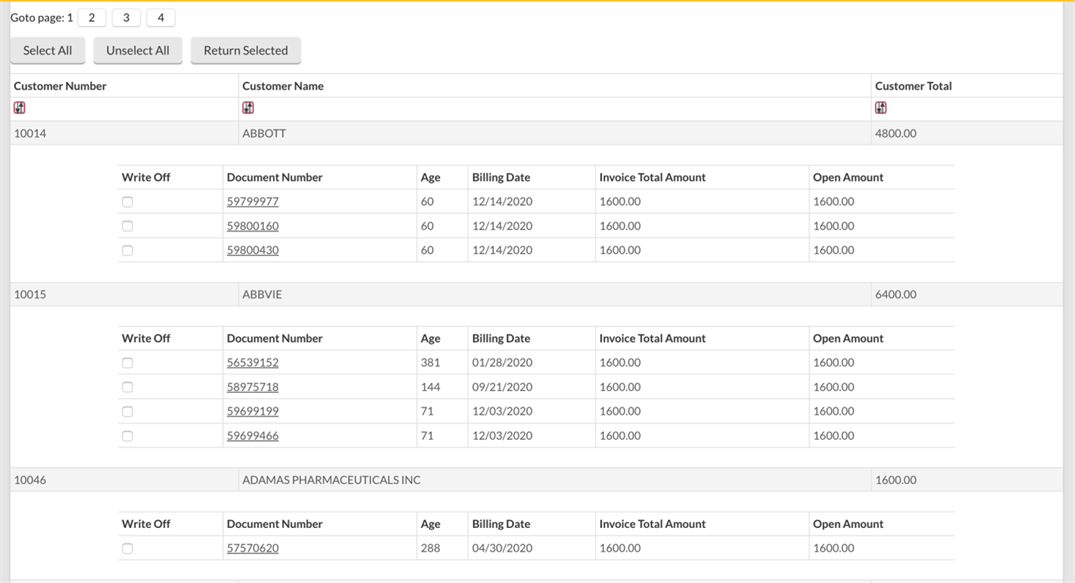 Goto page: 1 2 3 4
Select All Unselect All Return Selected
Customer Number Customer Name Customer Total
10014 ABBOTT 4800.00
Write Off Document Number Age Billing Date Invoice Total Amount Open Amount
59799977 60 12/14/2020 1600.00 1600.00
59800160 60 12/14/2020 1600.00 1600.00
59800430 60 12/14/2020 1600.00 1600.00
10015 ABBVIE 6400.00
Write Off Document Number Age Billing Date Invoice Total Amount Open Amount
56539152 381 01/28/2020 1600.00 1600.00
58975718 144 09/21/2020 1600.00 1600.00
59699199 71 12/03/2020 1600.00 1600.00
59699466 71 12/03/2020 1600.00 1600.00
10046 ADAMAS PHARMACEUTICALS INC 1600.00
Write Off Document Number Age Billing Date Invoice Total Amount Open Amount
57570620 288 04/30/2020 1600.00 1600.00